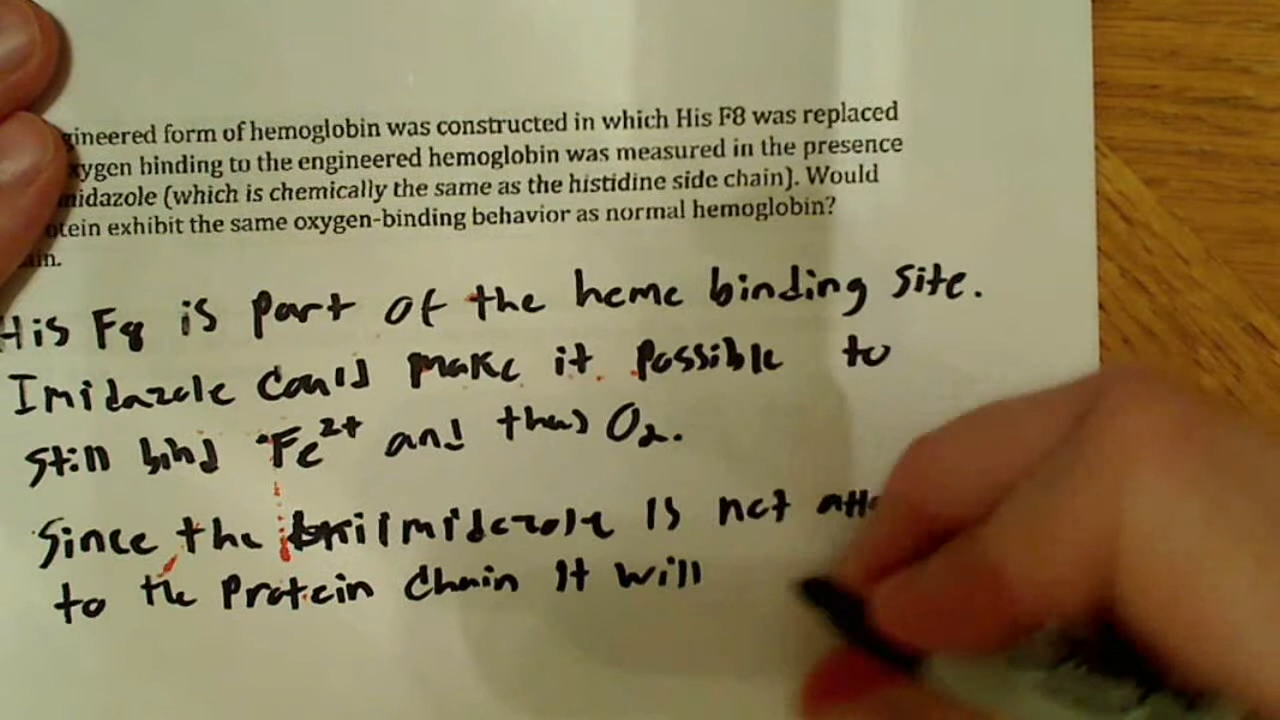 gineered form of hemoglobin was constructed in which His F8 was replaced
xygen binding to the engineered hemoglobin was measured in the presence
midazole (which is chemically the same as the histidine side chain). Would
otein exhibit the same oxygen-binding behavior as normal hemoglobin?
ain.
His F8 is part of the heme binding site.
Imidazole could make it possible to
still bind Fe2+ and thus O2.
Since the imidazole is not att
to the protein chain it will